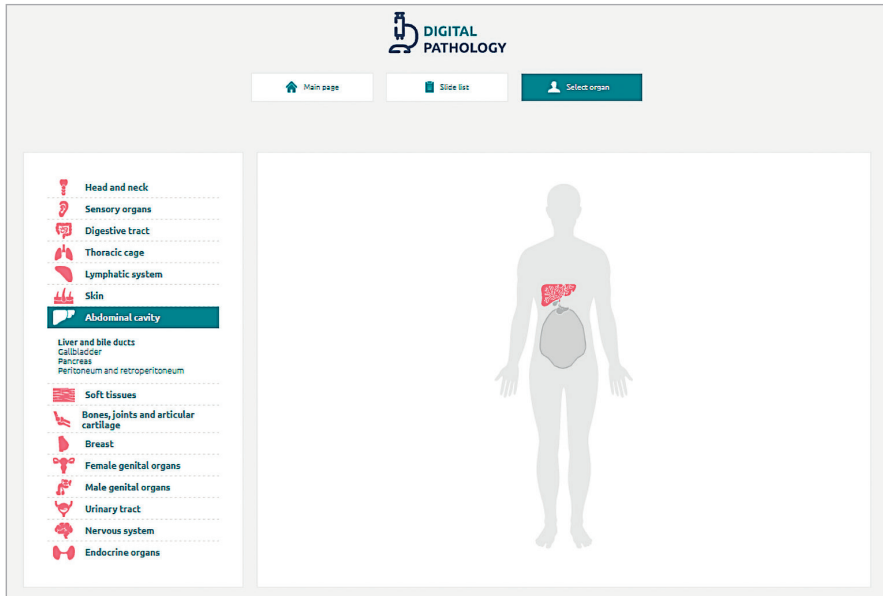 DIGITAL
PATHOLOGY
Main page
Slide list
Select organ
Head and neck
Sensory organs
Digestive tract
Thoracic cage
Lymphatic system
Skin
Abdominal cavity
Liver and bile ducts
Gallbladder
Pancreas
Peritoneum and retroperitoneum
Soft tissues
Bones, joints and articular
cartilage
Breast
Female genital organs
Male genital organs
Urinary tract
Nervous system
Endocrine organs